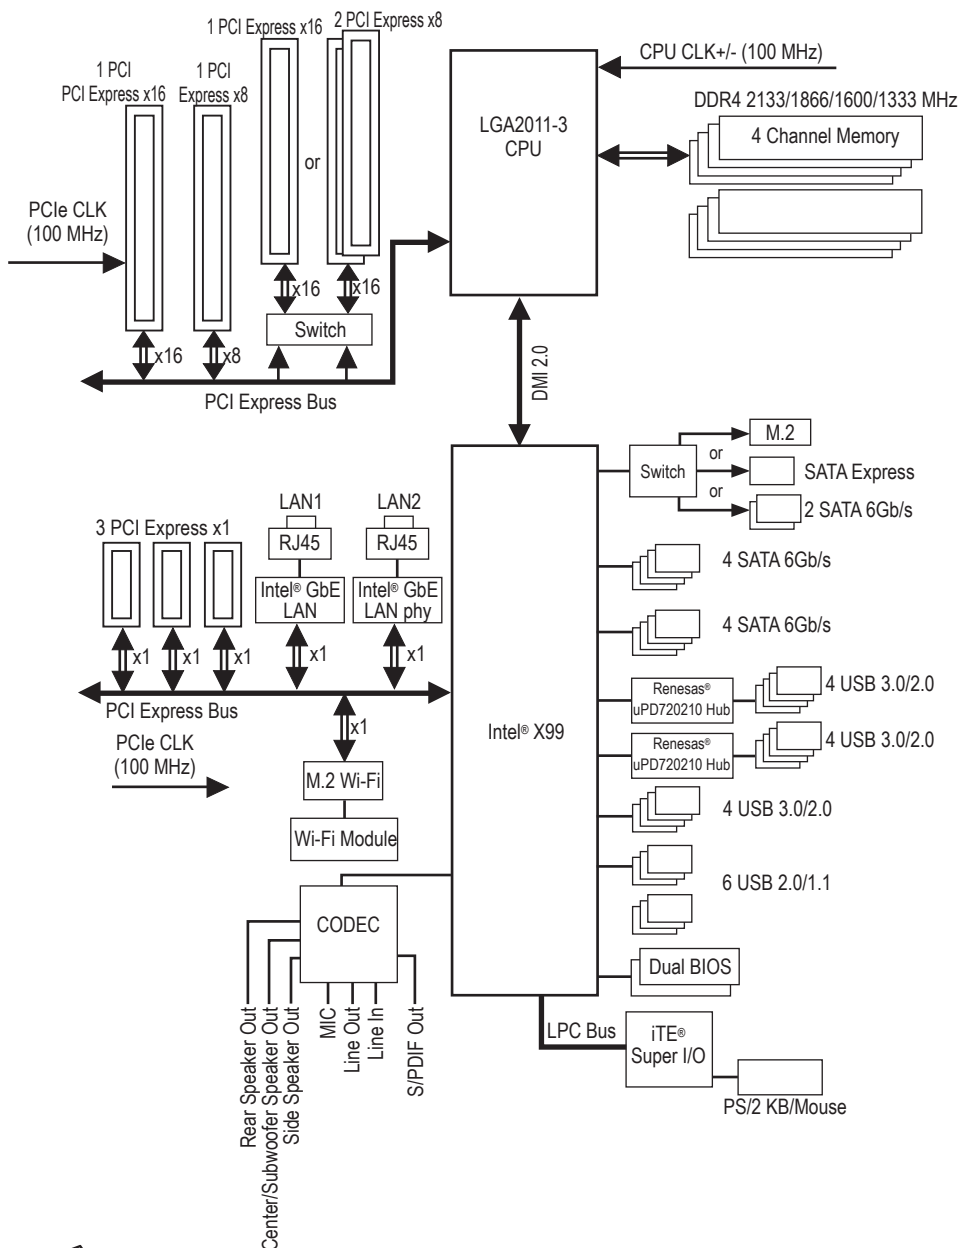 1 PCI Express x16
2 PCI Express x8
1 PCI
PCI Express x16
1 PCI
Express x8
or
PCIe CLK
(100 MHz)
x16
x16
Switch
x16
x8
PCI Express Bus
LGA2011-3
CPU
CPU CLK+/- (100 MHz)
DDR4 2133/1866/1600/1333 MHz
4 Channel Memory
DMI 2.0
Switch
M.2
or
SATA Express
or
2 SATA 6Gb/s
4 SATA 6Gb/s
4 SATA 6Gb/s
Renesas®
uPD720210 Hub
4 USB 3.0/2.0
Renesas®
uPD720210 Hub
4 USB 3.0/2.0
4 USB 3.0/2.0
6 USB 2.0/1.1
Dual BIOS
Intel® X99
3 PCI Express x1
LAN1
RJ45
Intel® GbE
LAN
LAN2
RJ45
Intel® GbE
LAN phy
x1
x1
x1
x1
x1
PCI Express Bus
PCIe CLK
(100 MHz)
x1
M.2 Wi-Fi
Wi-Fi Module
CODEC
Rear Speaker Out
Center/Subwoofer Speaker Out
Side Speaker Out
MIC
Line Out
Line In
S/PDIF Out
LPC Bus
iTE®
Super I/O
PS/2 KB/Mouse